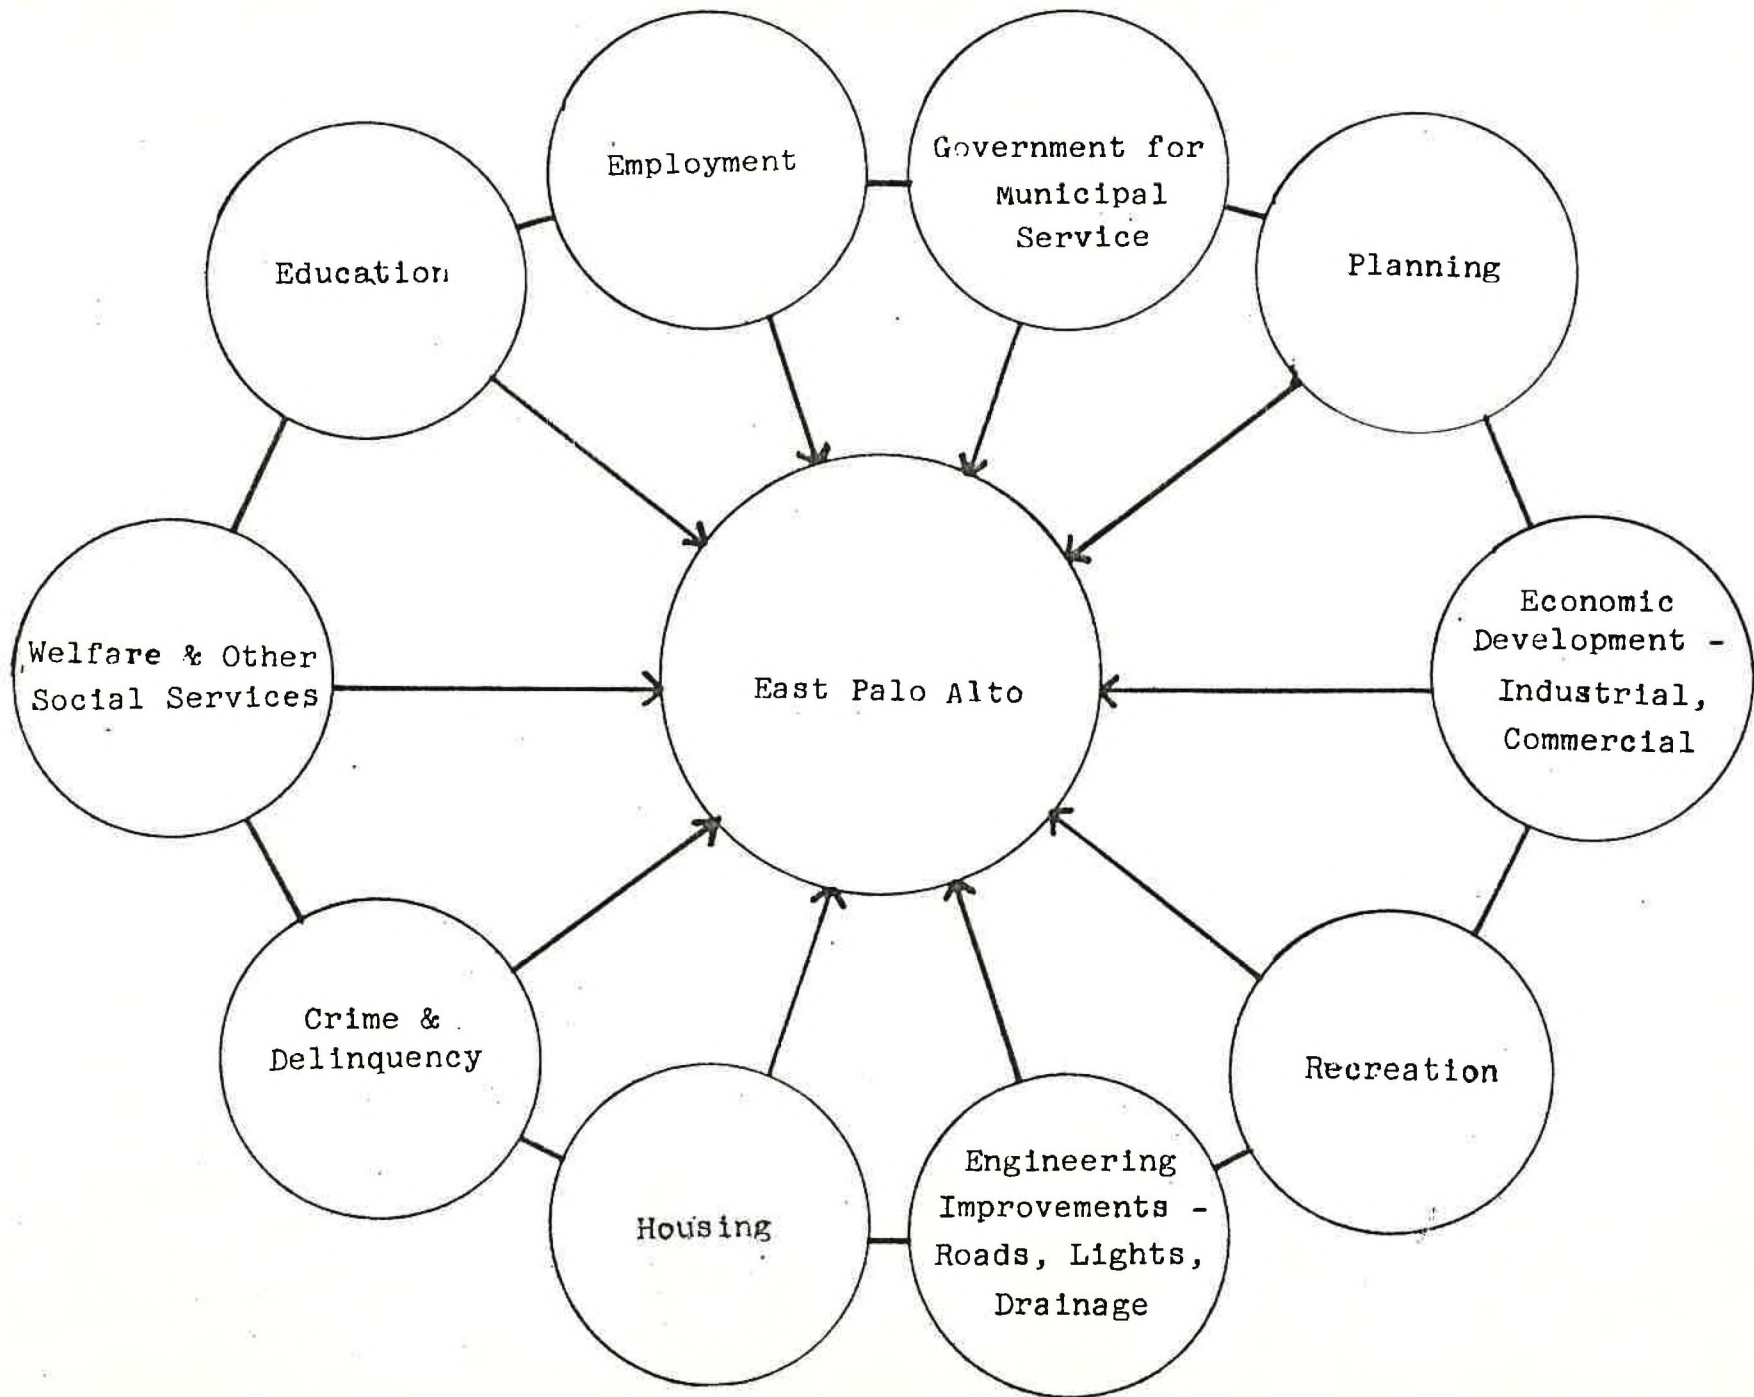 Employment
Government for
Municipal
Service
Education
Planning
Welfare & Other
Social Services
East Palo Alto
Economic
Development -
Industrial,
Commercial
Crime &
Delinquency
Housing
Engineering
Improvements -
Roads, Lights,
Drainage
Recreation